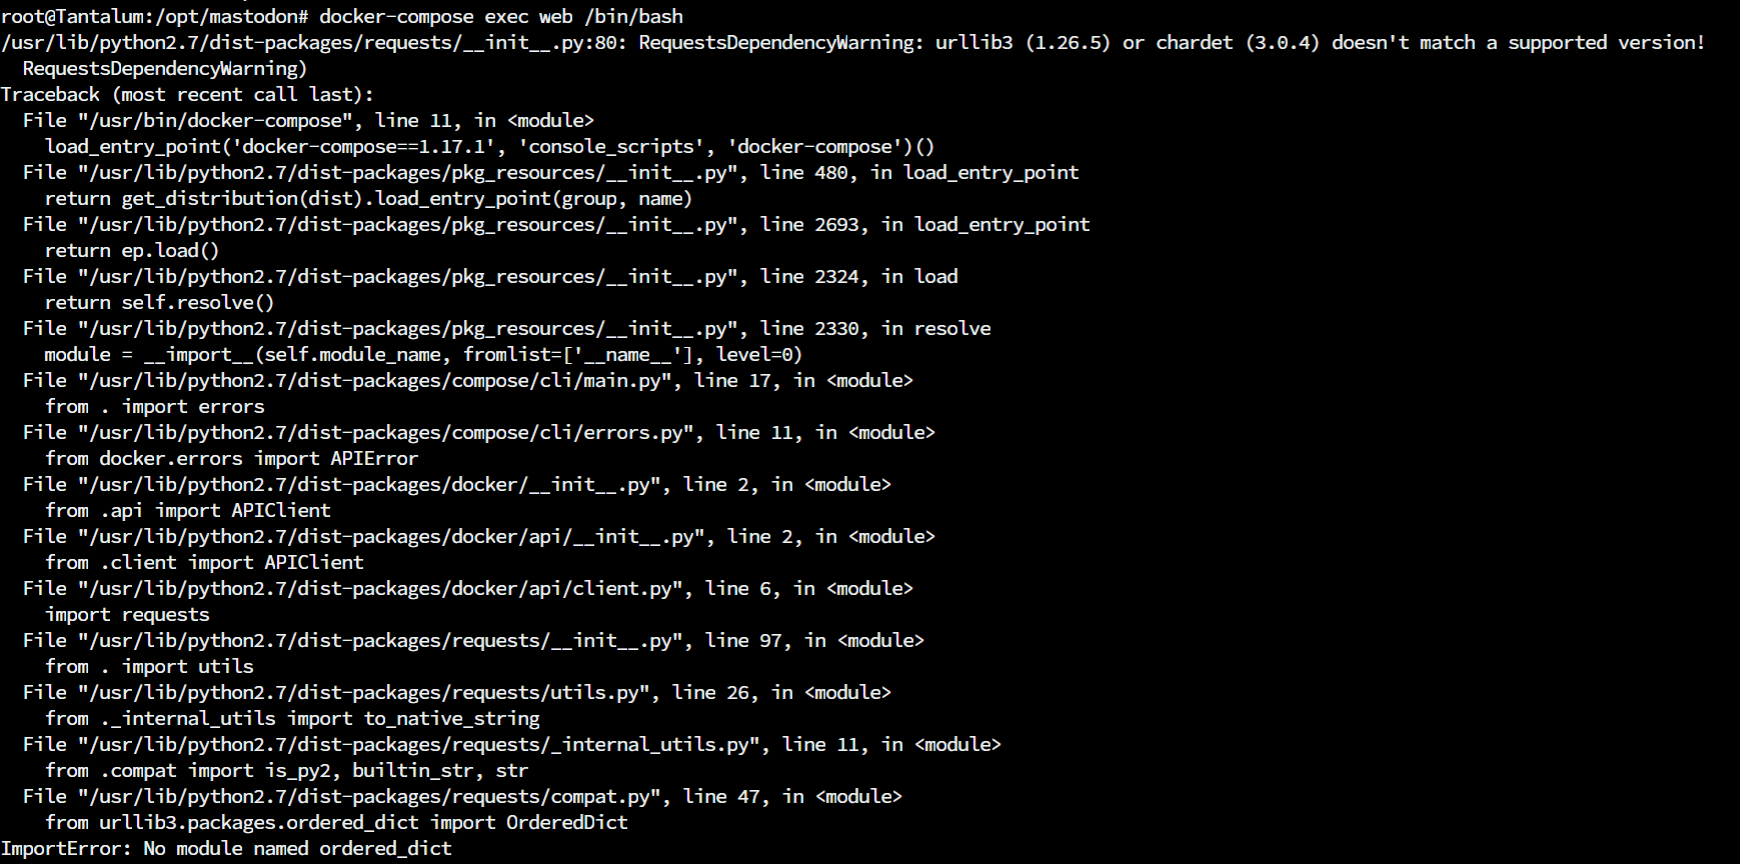 root@Tantalum:/opt/mastodon# docker-compose exec web /bin/bash
/usr/lib/python2.7/dist-packages/requests/__init__.py:80: RequestsDependencyWarning: urllib3 (1.26.5) or chardet (3.0.4) doesn't match a supported version!
  RequestsDependencyWarning)
Traceback (most recent call last):
  File "/usr/bin/docker-compose", line 11, in <module>
    load_entry_point('docker-compose==1.17.1', 'console_scripts', 'docker-compose')()
  File "/usr/lib/python2.7/dist-packages/pkg_resources/__init__.py", line 480, in load_entry_point
    return get_distribution(dist).load_entry_point(group, name)
  File "/usr/lib/python2.7/dist-packages/pkg_resources/__init__.py", line 2693, in load_entry_point
    return ep.load()
  File "/usr/lib/python2.7/dist-packages/pkg_resources/__init__.py", line 2324, in load
    return self.resolve()
  File "/usr/lib/python2.7/dist-packages/pkg_resources/__init__.py", line 2330, in resolve
    module = __import__(self.module_name, fromlist=['__name__'], level=0)
  File "/usr/lib/python2.7/dist-packages/compose/cli/main.py", line 17, in <module>
    from . import errors
  File "/usr/lib/python2.7/dist-packages/compose/cli/errors.py", line 11, in <module>
    from docker.errors import APIError
  File "/usr/lib/python2.7/dist-packages/docker/__init__.py", line 2, in <module>
    from .api import APIClient
  File "/usr/lib/python2.7/dist-packages/docker/api/__init__.py", line 2, in <module>
    from .client import APIClient
  File "/usr/lib/python2.7/dist-packages/docker/api/client.py", line 6, in <module>
    import requests
  File "/usr/lib/python2.7/dist-packages/requests/__init__.py", line 97, in <module>
    from . import utils
  File "/usr/lib/python2.7/dist-packages/requests/utils.py", line 26, in <module>
    from ._internal_utils import to_native_string
  File "/usr/lib/python2.7/dist-packages/requests/_internal_utils.py", line 11, in <module>
    from .compat import is_py2, builtin_str, str
  File "/usr/lib/python2.7/dist-packages/requests/compat.py", line 47, in <module>
    from urllib3.packages.ordered_dict import OrderedDict
ImportError: No module named ordered_dict